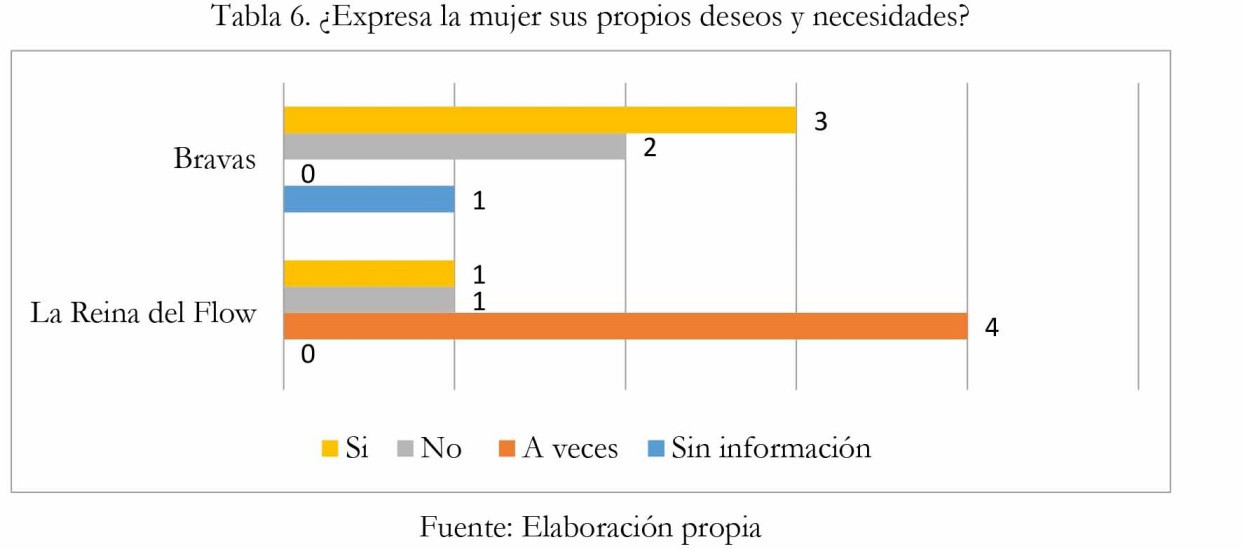 Tabla 6. ¿Expresa la mujer sus propios deseos y necesidades?
3
Bravas
2
0
1
1
1
La Reina del Flow
4
0
Si No A veces Sin información
Fuente: Elaboración propia